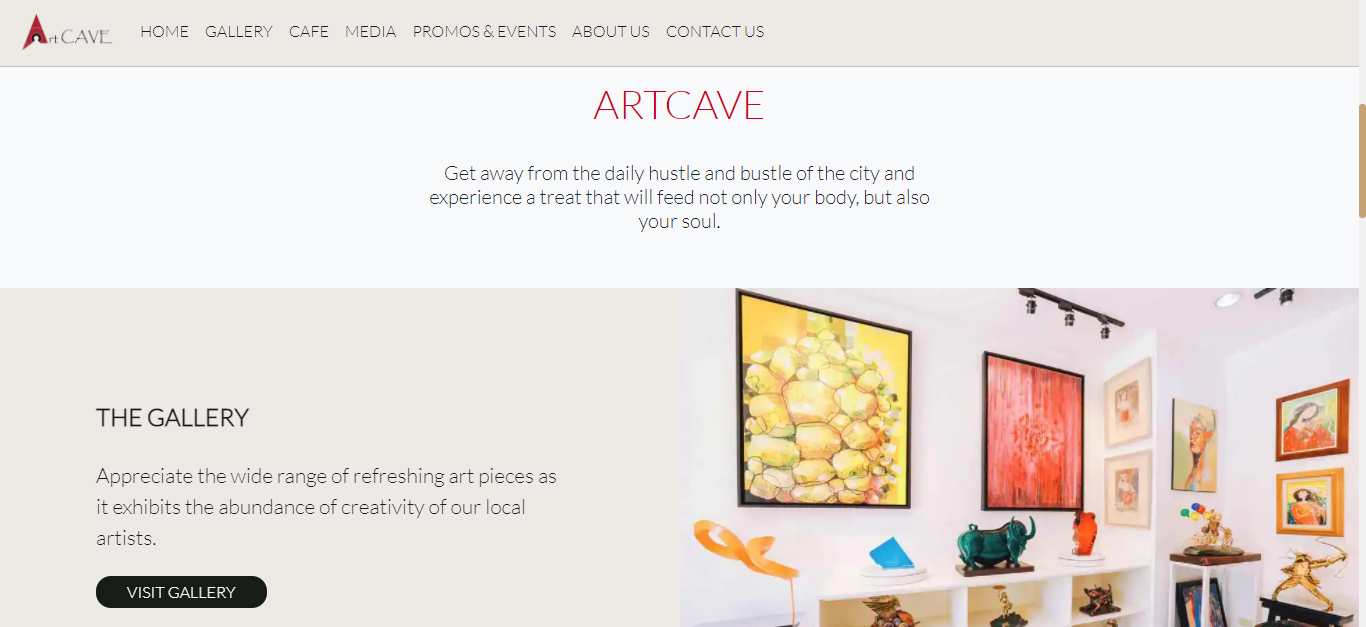 Art CAVE
HOME GALLERY CAFE MEDIA PROMOS & EVENTS ABOUT US CONTACT US
ARTCAVE
Get away from the daily hustle and bustle of the city and
experience a treat that will feed not only your body, but also
your soul.
THE GALLERY
Appreciate the wide range of refreshing art pieces as
it exhibits the abundance of creativity of our local
artists.
VISIT GALLERY